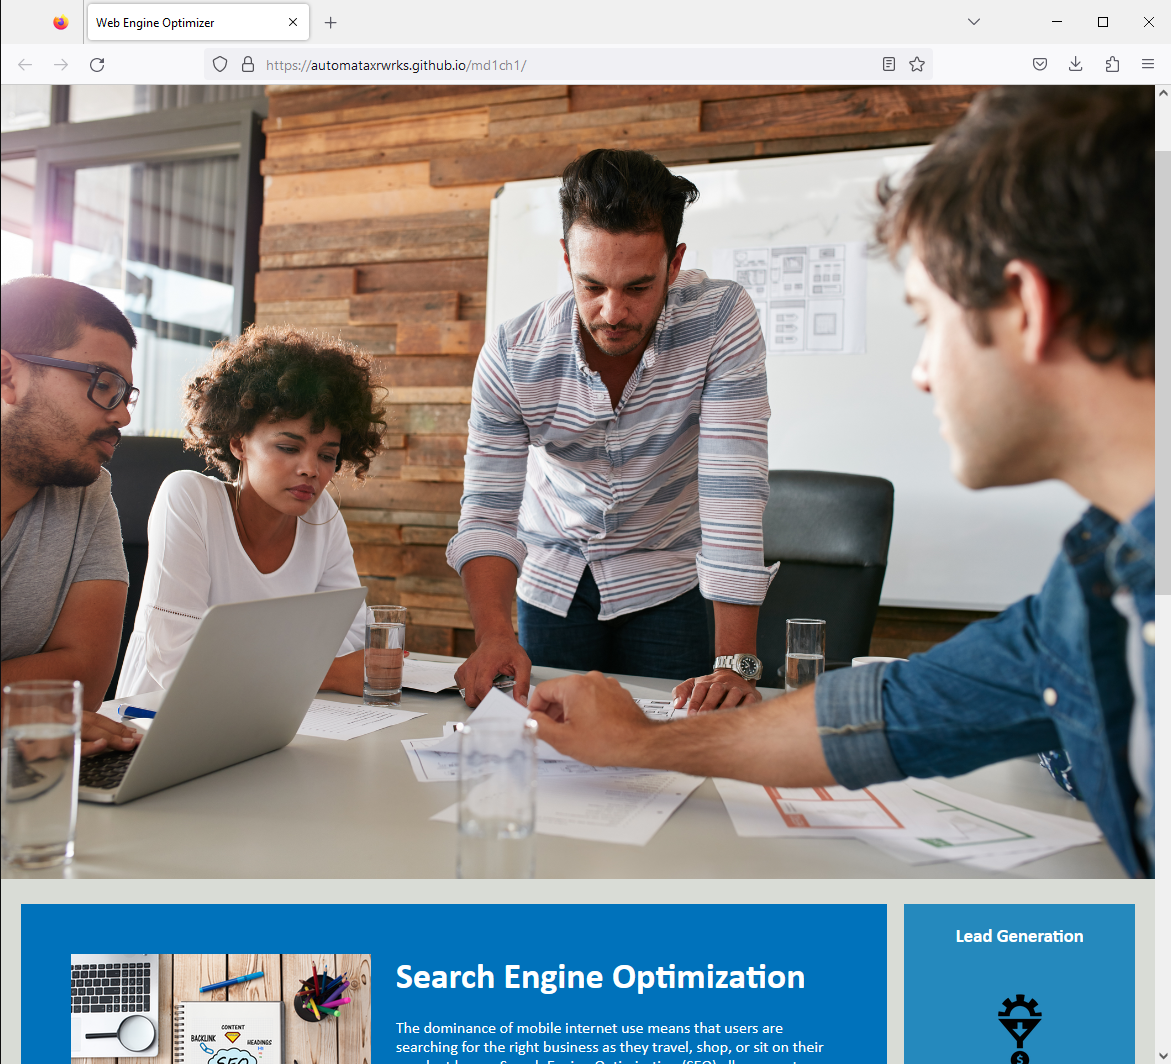 Web Engine Optimizer
https://automataxrwrks.github.io/md1ch1/
Lead Generation
Search Engine Optimization
CONTENT
BACKLINK
HEADINGS
SEO
The dominance of mobile internet use means that users are
searching for the right business as they travel, shop, or sit on their